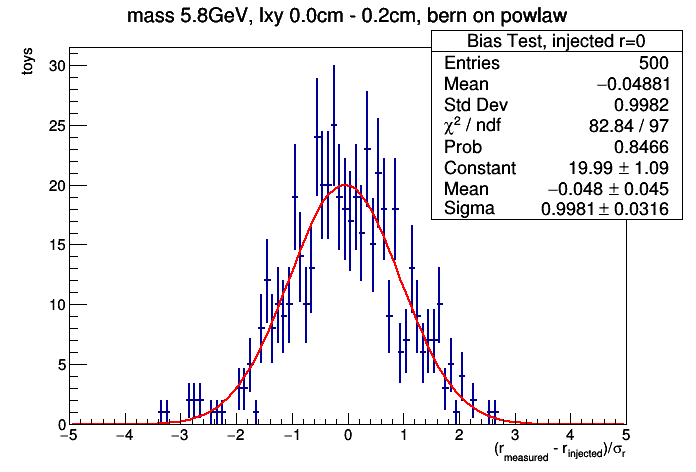 mass 5.8GeV, lxy 0.0cm - 0.2cm, bern on powlaw
toys
Bias Test, injected r=0
Entries 500
Mean −0.04881
Std Dev 0.9982
χ² / ndf 82.84 / 97
Prob 0.8466
Constant 19.99 ± 1.09
Mean −0.048 ± 0.045
Sigma 0.9981 ± 0.0316
30
25
20
15
10
5
0
−5 −4 −3 −2 −1 0 1 2 3 4 5
(r_measured - r_injected)/σ_r